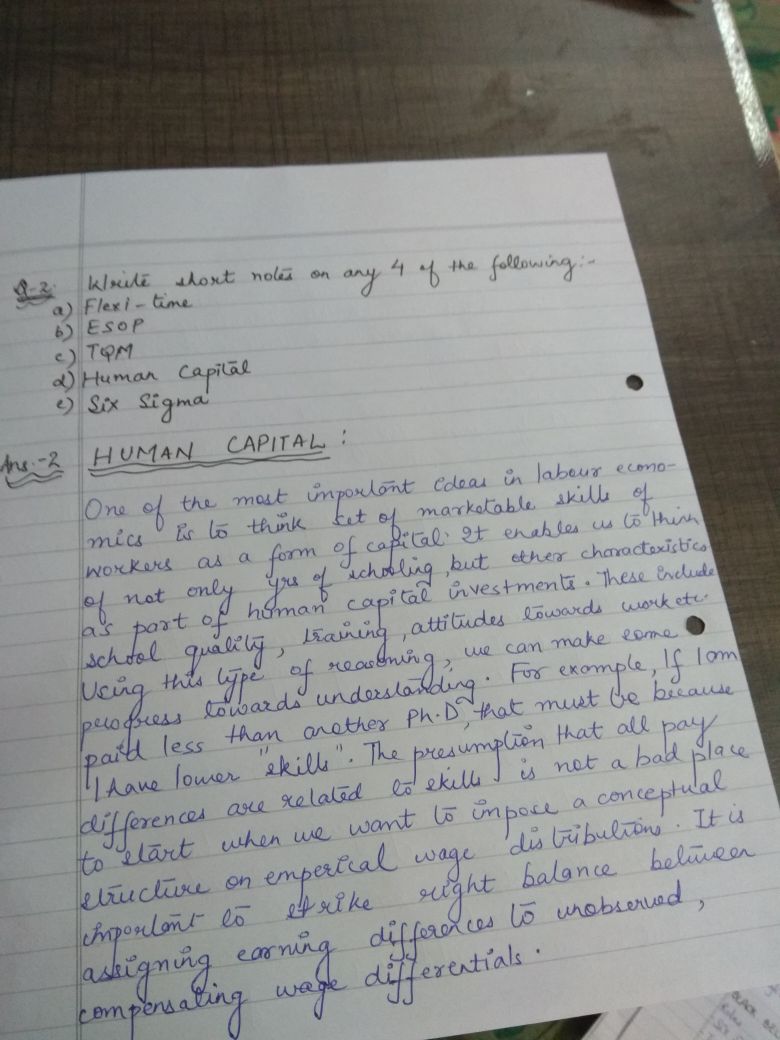 Q-2. Write short notes on any 4 of the following:-
a) Flexi-time
b) ESOP
c) TQM
d) Human Capital
e) Six Sigma
Ans.-2 HUMAN CAPITAL :
One of the most important ideas in labour econo-
mics is to think set of marketable skills of
workers as a form of capital. It enables us to think
of not only yrs of schooling, but other characteristics
as part of human capital investments. These include
school quality, training, attitudes towards work etc.
Using this type of reasoning, we can make some
progress towards understanding. For example, If I am
paid less than another Ph.D, that must be because
I have lower "skills". The presumption that all pay
differences are related to skills is not a bad place
to start when we want to impose a conceptual
structure on emperical wage distributions. It is
important to strike right balance between
assigning earning differences to unobserved,
compensating wage differentials.
BLACK BEL